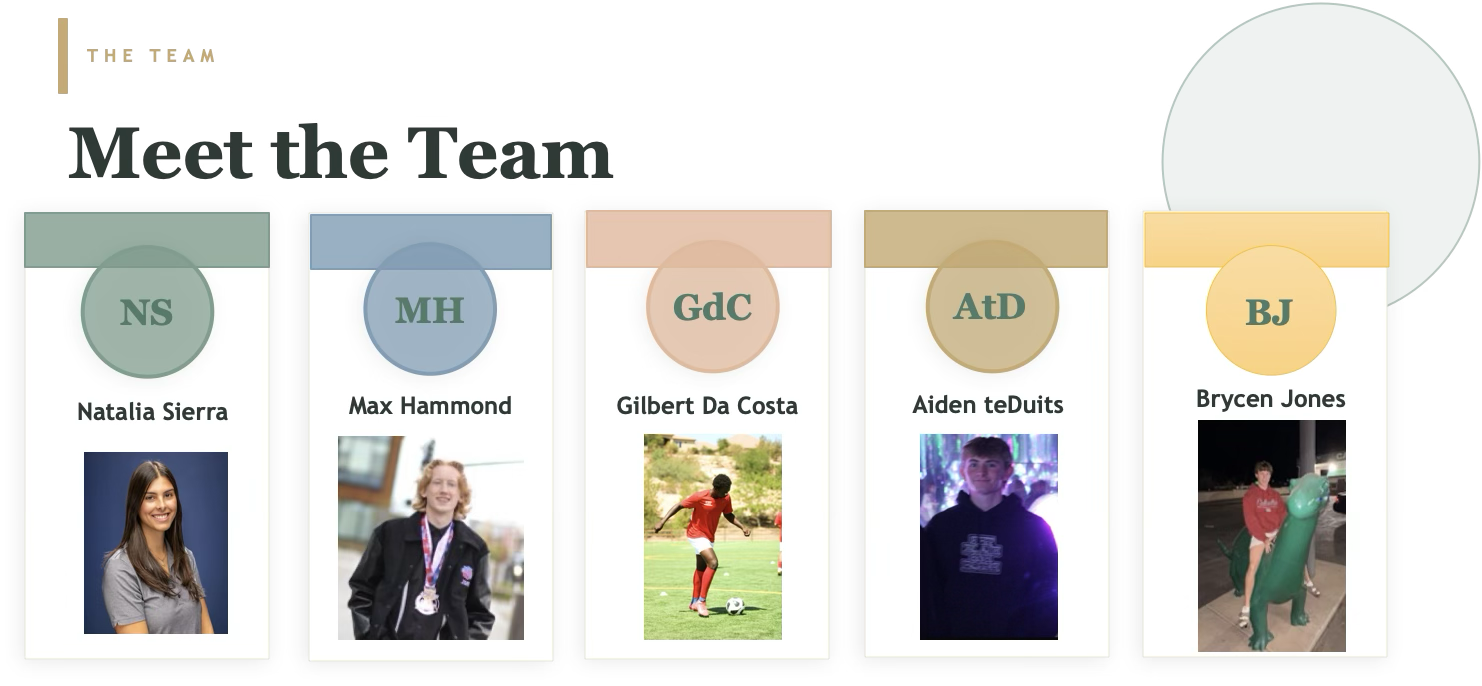 THE TEAM
Meet the Team
NS
MH
GdC
AtD
BJ
Natalia Sierra
Max Hammond
Gilbert Da Costa
Aiden teDuits
Brycen Jones